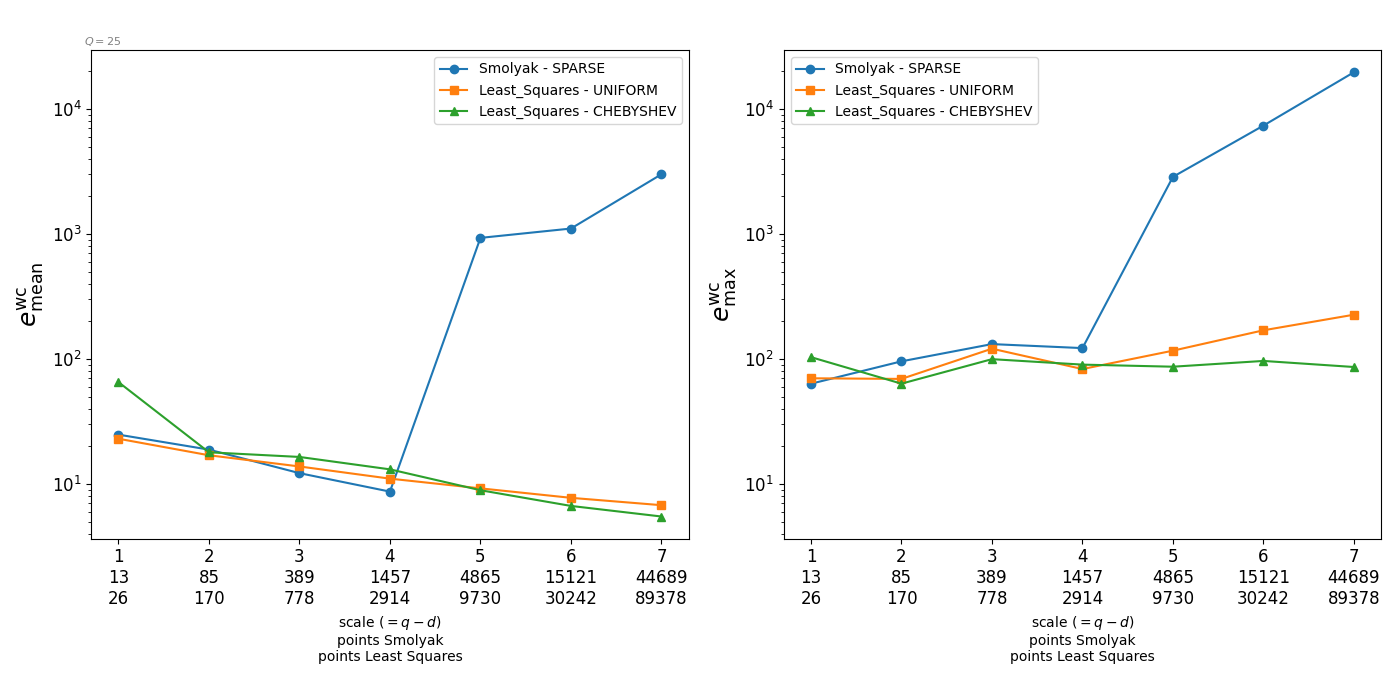 Q = 25
Smolyak - SPARSE
Least_Squares - UNIFORM
Least_Squares - CHEBYSHEV
10^4
10^3
10^2
10^1
e^wc_mean
1 2 3 4 5 6 7
13 85 389 1457 4865 15121 44689
26 170 778 2914 9730 30242 89378
scale (= q − d)
points Smolyak
points Least Squares
Smolyak - SPARSE
Least_Squares - UNIFORM
Least_Squares - CHEBYSHEV
10^4
10^3
10^2
10^1
e^wc_max
1 2 3 4 5 6 7
13 85 389 1457 4865 15121 44689
26 170 778 2914 9730 30242 89378
scale (= q − d)
points Smolyak
points Least Squares